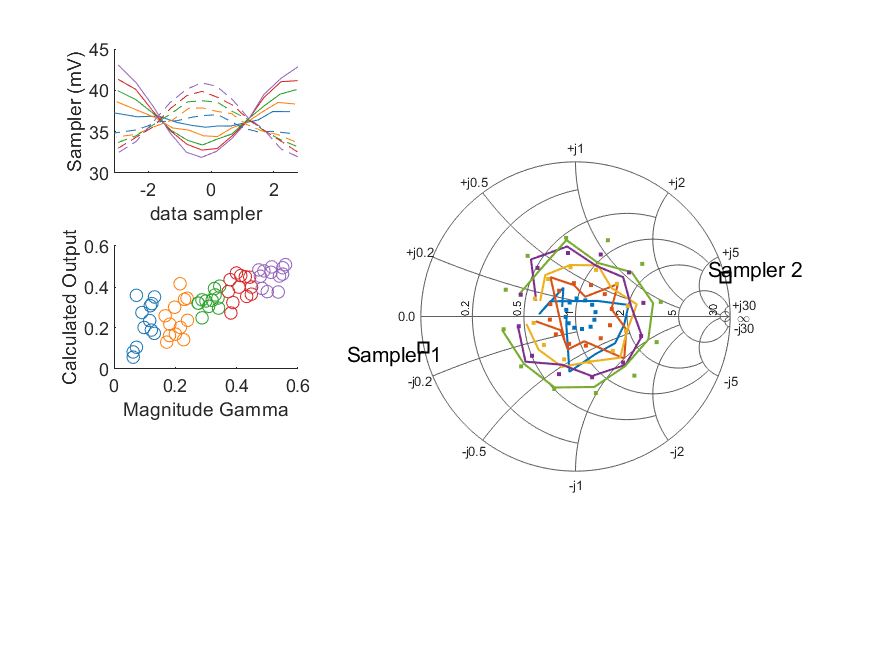 45
40
35
30
Sampler (mV)
-2
0
2
data sampler
0.6
0.4
0.2
0
Calculated Output
0
0.2
0.4
0.6
Magnitude Gamma
+j1
+j0.5
+j2
+j0.2
+j5
Sampler 2
+j30
0.0
0.2
0.5
1
2
5
30
∞
-j30
Sampler 1
-j0.2
-j5
-j0.5
-j2
-j1